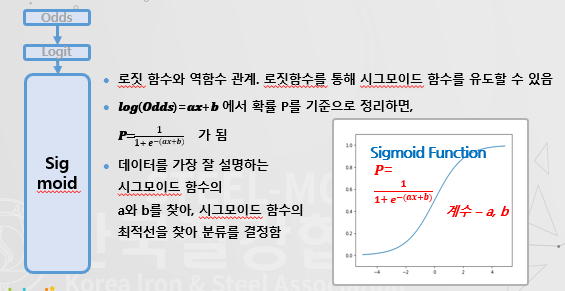 Odds
Logit
Sig
moid
• 로짓 함수와 역함수 관계. 로짓함수를 통해 시그모이드 함수를 유도할 수 있음
• log(Odds)=ax+b 에서 확률 P를 기준으로 정리하면,
P=1/(1+e^-(ax+b)) 가 됨
• 데이터를 가장 잘 설명하는
시그모이드 함수의
a와 b를 찾아, 시그모이드 함수의
최적선을 찾아 분류를 결정함
Sigmoid Function
P=
1/(1+e^-(ax+b))
계수 – a, b
1.0
0.8
0.6
0.4
0.2
0.0
−4 −2 0 2 4
Korea Iron & Steel